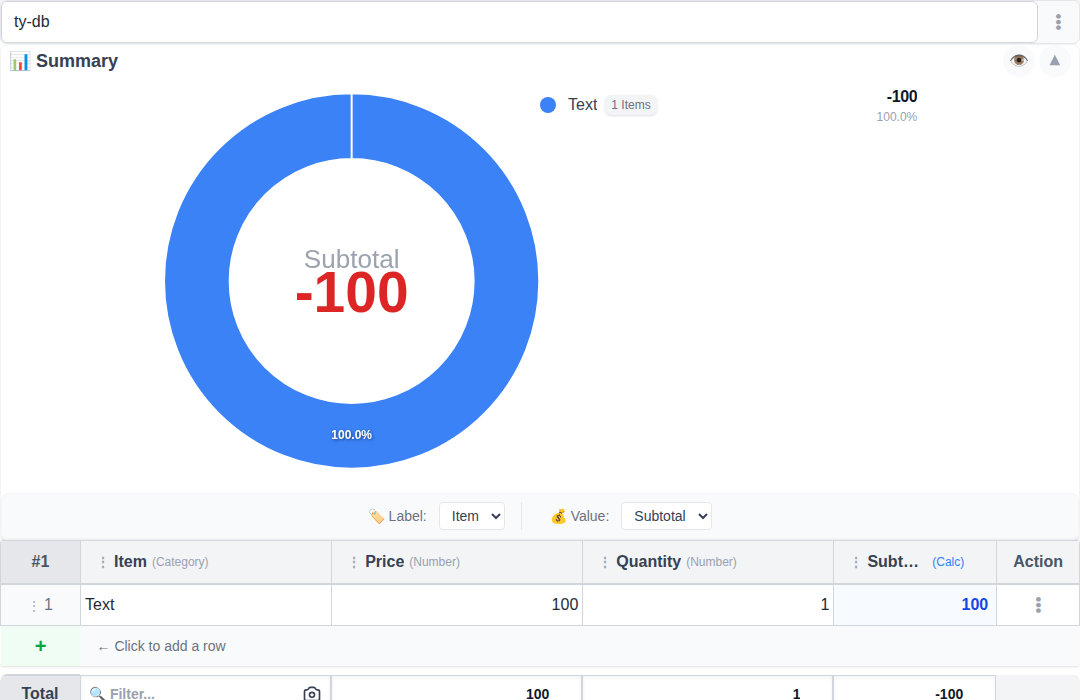 ty-db
Summary
Text 1 Items -100
100.0%
Subtotal
-100
100.0%
Label: Item Value: Subtotal
#1 Item (Category) Price (Number) Quantity (Number) Subt... (Calc) Action
1 Text 100 1 100
+ ← Click to add a row
Total Filter... 100 1 -100